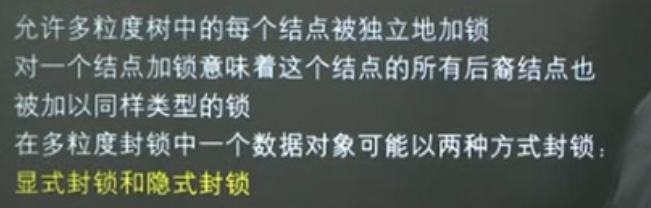 允许多粒度树中的每个结点被独立地加锁
对一个结点加锁意味着这个结点的所有后裔结点也
被加以同样类型的锁
在多粒度封锁中一个数据对象可能以两种方式封锁：
显式封锁和隐式封锁